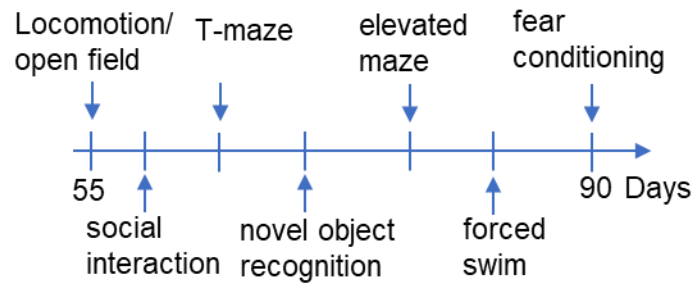 Locomotion/
open field
T-maze
elevated
maze
fear
conditioning
55
90 Days
social
interaction
novel object
recognition
forced
swim